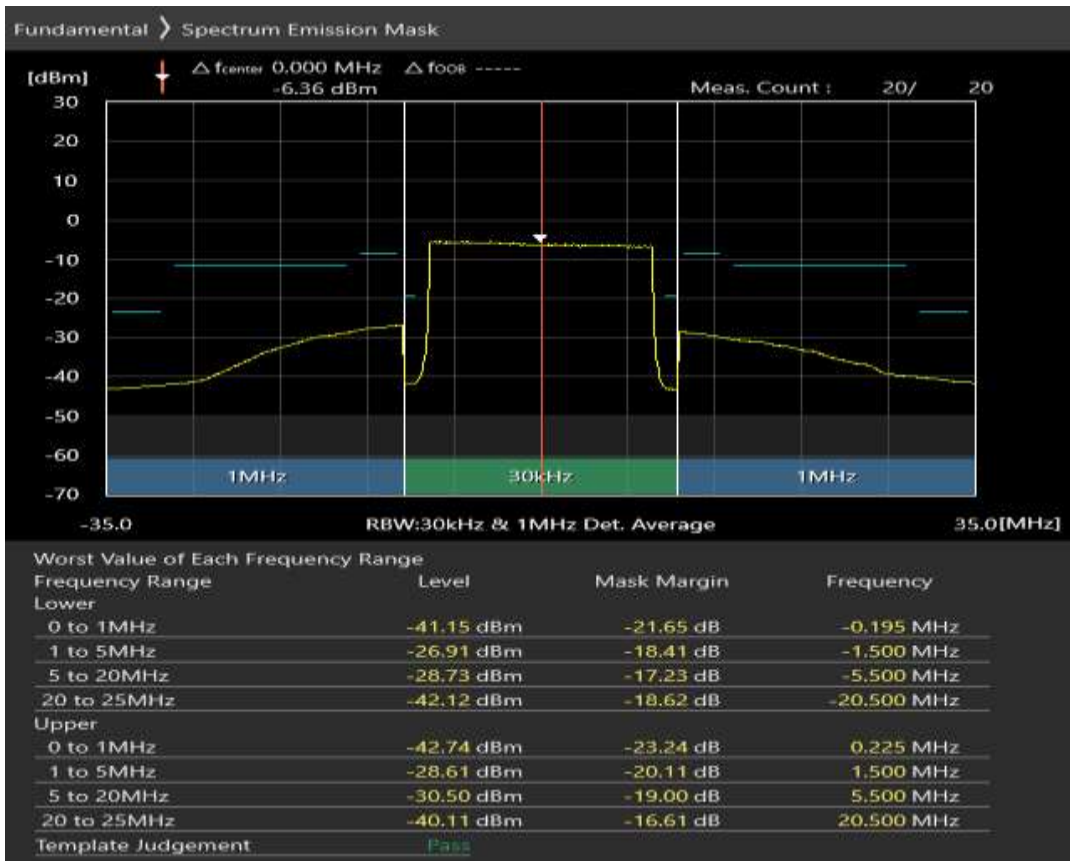 Fundamental 〉 Spectrum Emission Mask
[dBm] △ fcenter 0.000 MHz △ fOOB -----
-6.36 dBm Meas. Count : 20/ 20
30
20
10
0
-10
-20
-30
-40
-50
-60
1MHz 30kHz 1MHz
-70
-35.0 RBW:30kHz & 1MHz Det. Average 35.0[MHz]
Worst Value of Each Frequency Range
Frequency Range Level Mask Margin Frequency
Lower
0 to 1MHz -41.15 dBm -21.65 dB -0.195 MHz
1 to 5MHz -26.91 dBm -18.41 dB -1.500 MHz
5 to 20MHz -28.73 dBm -17.23 dB -5.500 MHz
20 to 25MHz -42.12 dBm -18.62 dB -20.500 MHz
Upper
0 to 1MHz -42.74 dBm -23.24 dB 0.225 MHz
1 to 5MHz -28.61 dBm -20.11 dB 1.500 MHz
5 to 20MHz -30.50 dBm -19.00 dB 5.500 MHz
20 to 25MHz -40.11 dBm -16.61 dB 20.500 MHz
Template Judgement Pass